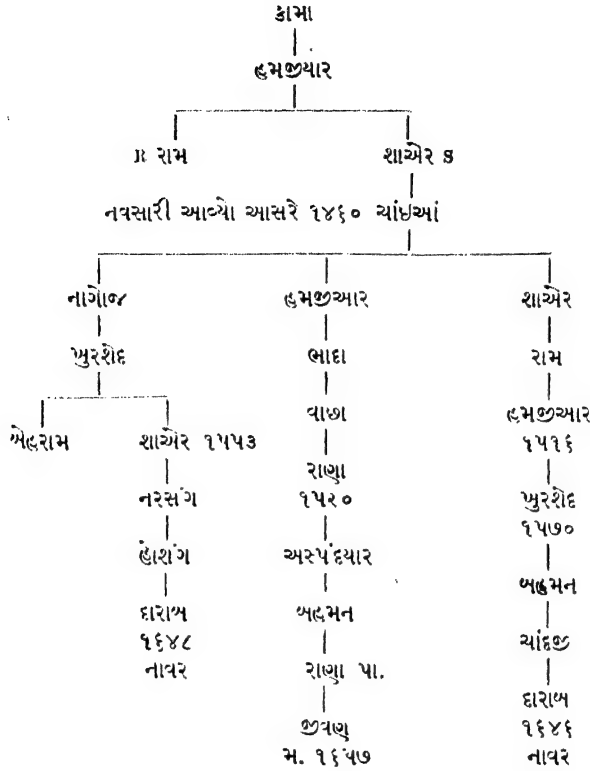 કામા
હમજીયાર
R રામ શાએર S
નવસારી આવ્યો આસરે ૧૪૬૦ ચાંઇઆં
નાગોજ હમજીઆર શાએર
ખુરશેદ ભાદા રામ
વાછા હમજીઆર
બેહરામ શાએર ૧૫૫૩ ૧૫૧૬
રાણા
નરસંગ ૧૫૨૦ ખુરશેદ
૧૫૭૦
હોશંગ અસ્પંદયાર
બહમન
દારાબ બહમન
૧૬૪૮ ચાંદજી
નાવર રાણા પા.
દારાબ
જીવણ ૧૬૪૬
મ. ૧૬૫૭ નાવર